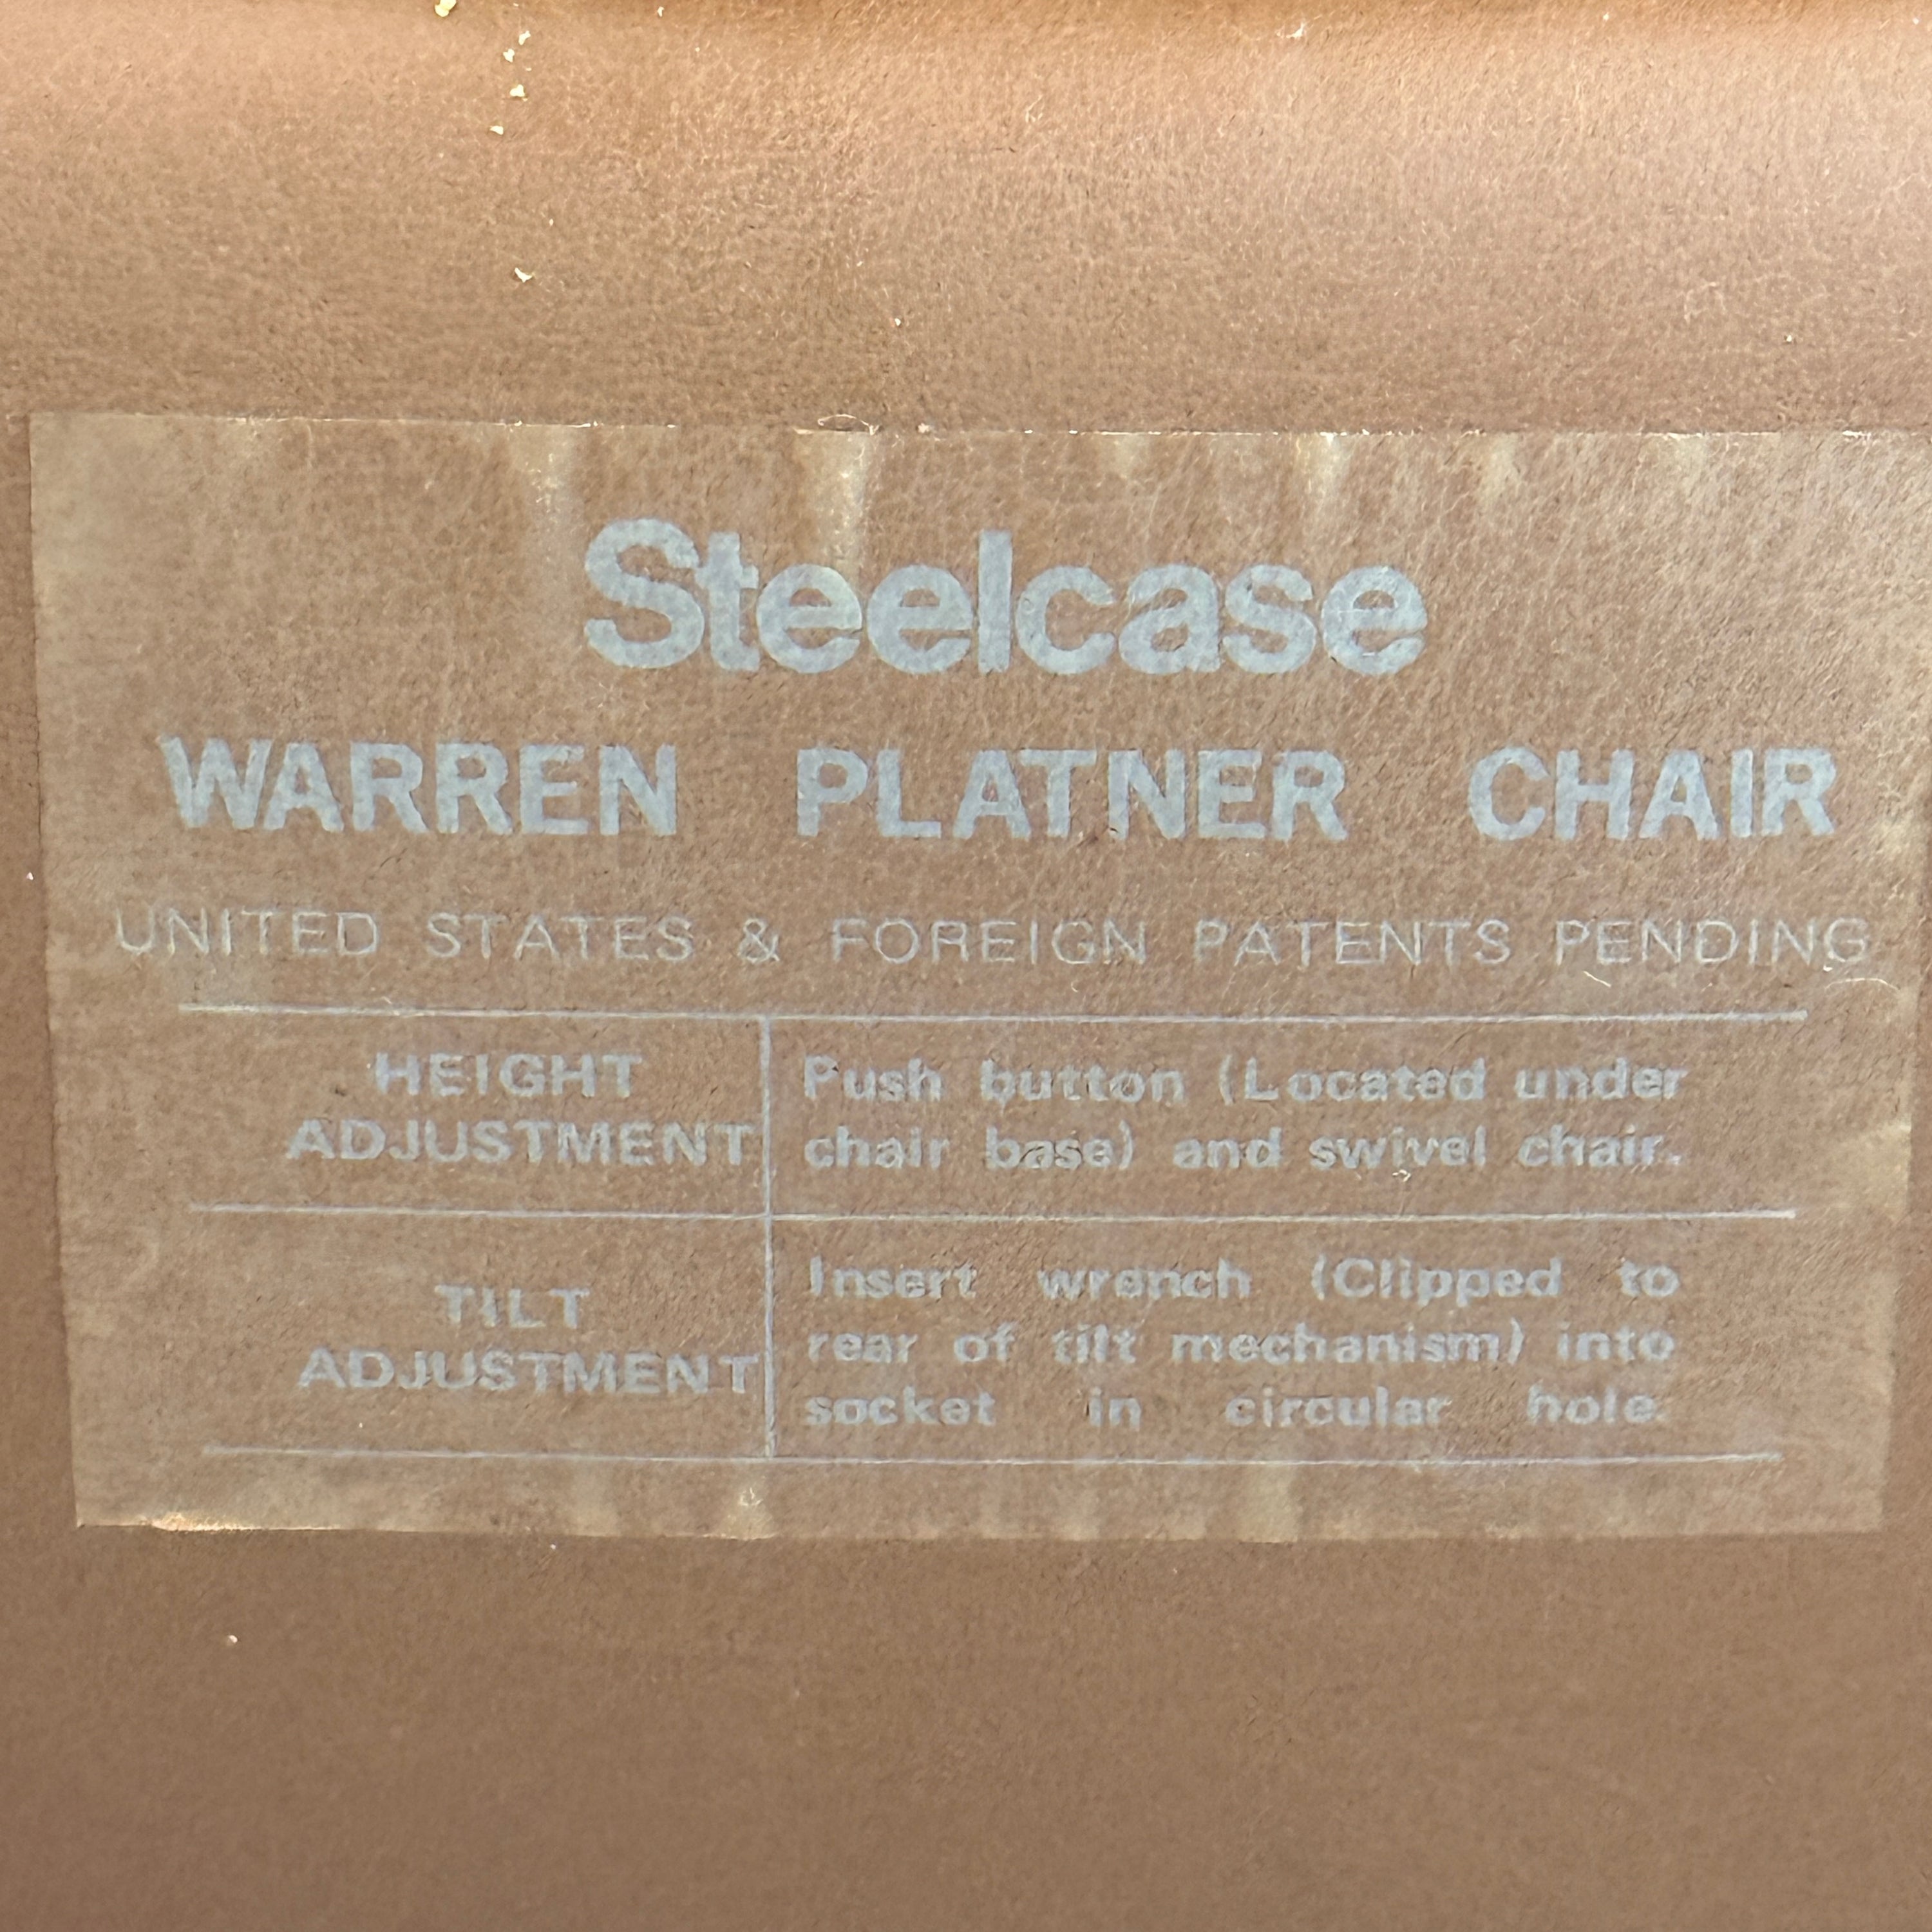 Steelcase
WARREN PLATNER CHAIR
UNITED STATES & FOREIGN PATENTS PENDING
HEIGHT
ADJUSTMENT
Push button (Located under
chair base) and swivel chair.
TILT
ADJUSTMENT
Insert wrench (Clipped to
rear of tilt mechanism) into
socket in circular hole.